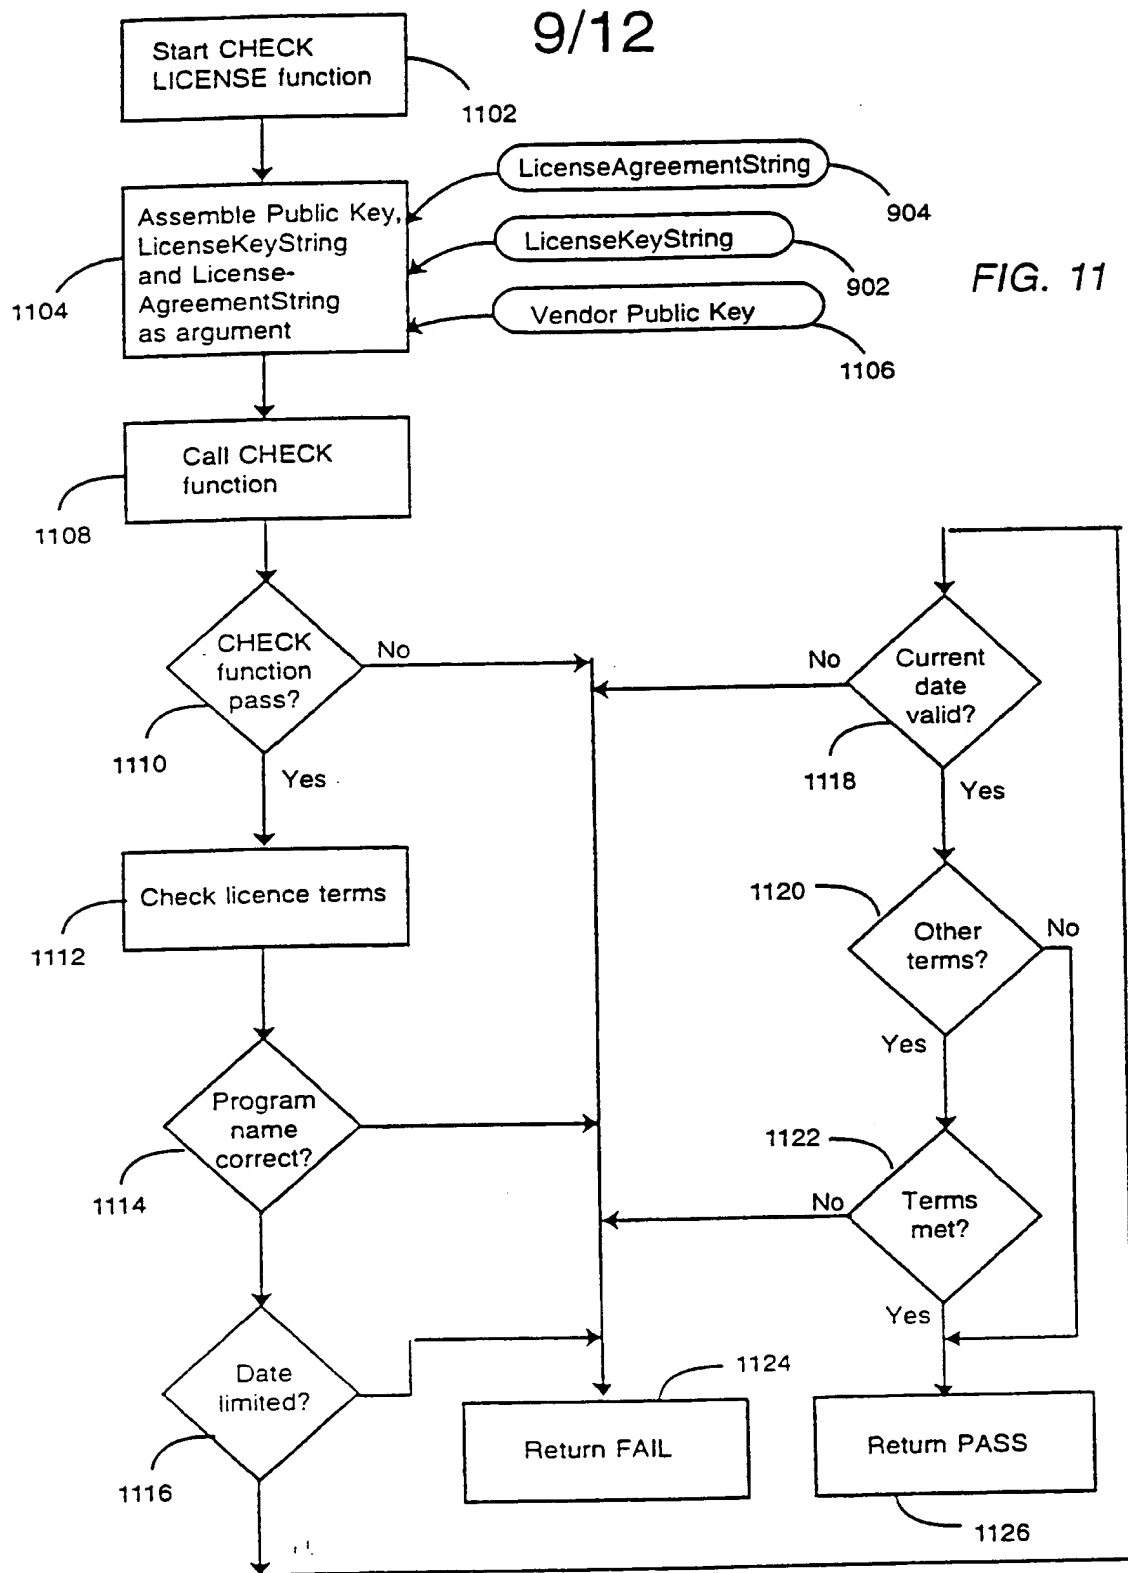 9/12
Start CHECK
LICENSE function
1102
LicenseAgreementString
904
Assemble Public Key,
LicenseKeyString
and License-
AgreementString
as argument
1104
LicenseKeyString
902
FIG. 11
Vendor Public Key
1106
Call CHECK
function
1108
CHECK
function
pass?
No
1110
Yes
Check licence terms
1112
Program
name
correct?
1114
Date
limited?
1116
No
Current
date
valid?
1118
Yes
1120
Other
terms?
No
Yes
1122
No
Terms
met?
Yes
1124
Return FAIL
Return PASS
1126